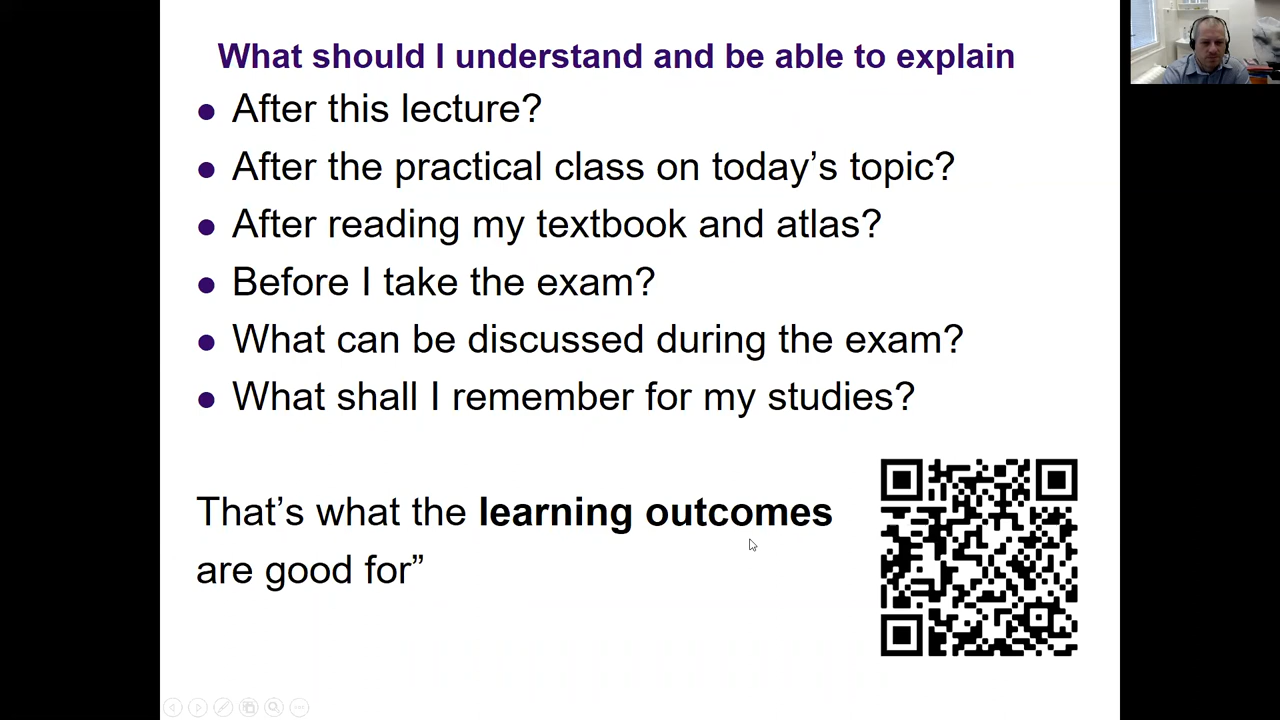 What should I understand and be able to explain
● After this lecture?
● After the practical class on today’s topic?
● After reading my textbook and atlas?
● Before I take the exam?
● What can be discussed during the exam?
● What shall I remember for my studies?
That’s what the learning outcomes
are good for”